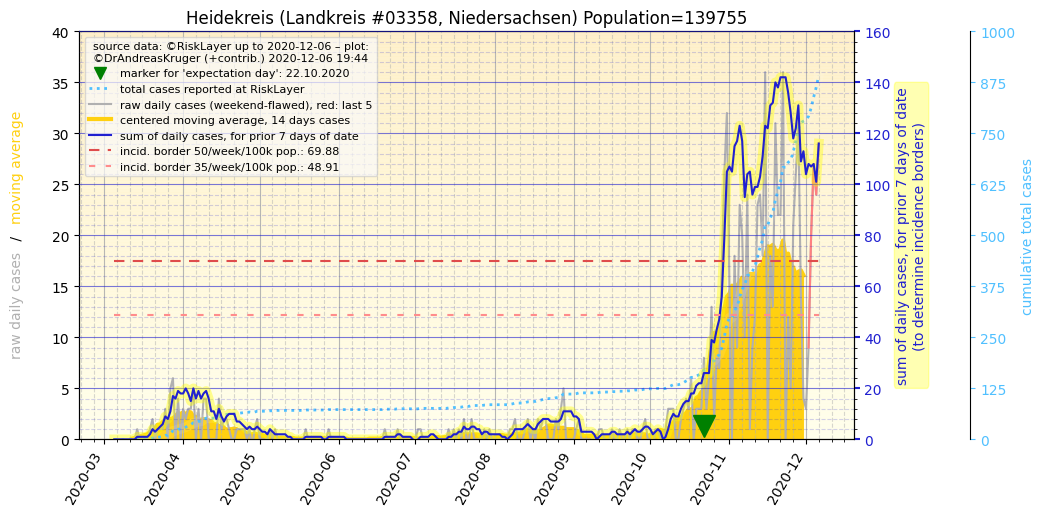 Heidekreis (Landkreis #03358, Niedersachsen) Population=139755
source data: ©RiskLayer up to 2020-12-06 – plot:
©DrAndreasKruger (+contrib.) 2020-12-06 19:44
marker for 'expectation day': 22.10.2020
total cases reported at RiskLayer
raw daily cases (weekend-flawed), red: last 5
centered moving average, 14 days cases
sum of daily cases, for prior 7 days of date
incid. border 50/week/100k pop.: 69.88
incid. border 35/week/100k pop.: 48.91
raw daily cases / moving average
40
35
30
25
20
15
10
5
0
2020-03
2020-04
2020-05
2020-06
2020-07
2020-08
2020-09
2020-10
2020-11
2020-12
160
140
120
100
80
60
40
20
0
sum of daily cases, for prior 7 days of date
(to determine incidence borders)
1000
875
750
625
500
375
250
125
0
cumulative total cases